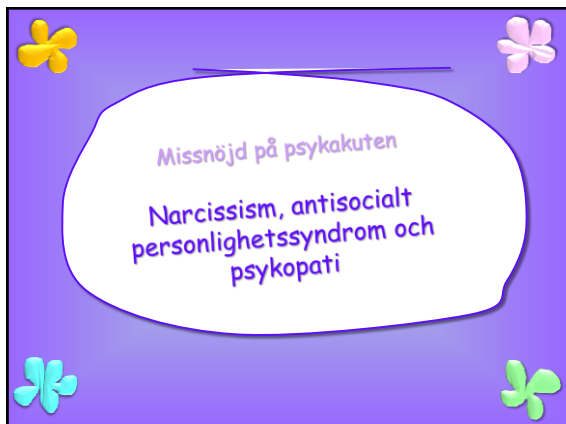 Missnöjd på psykakuten
Narcissism, antisocialt
personlighetssyndrom och
psykopati